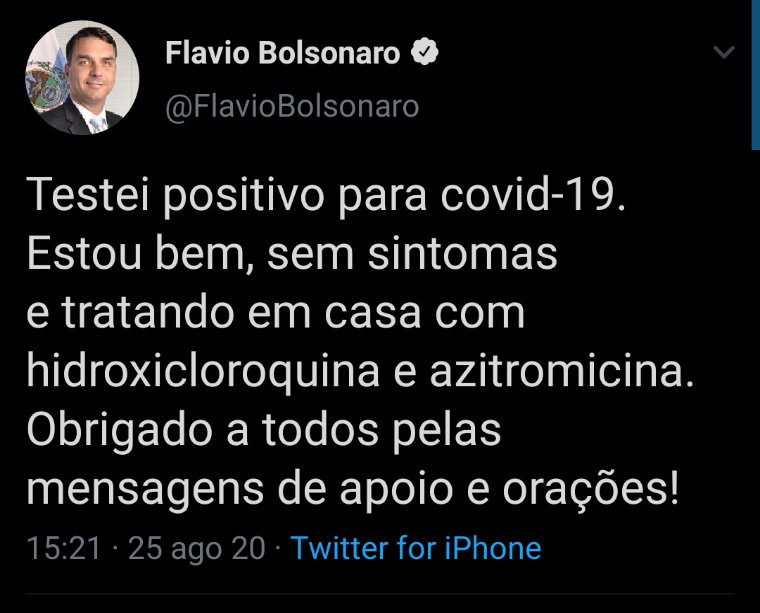 Flavio Bolsonaro
@FlavioBolsonaro
Testei positivo para covid-19.
Estou bem, sem sintomas
e tratando em casa com
hidroxicloroquina e azitromicina.
Obrigado a todos pelas
mensagens de apoio e orações!
15:21 · 25 ago 20 · Twitter for iPhone